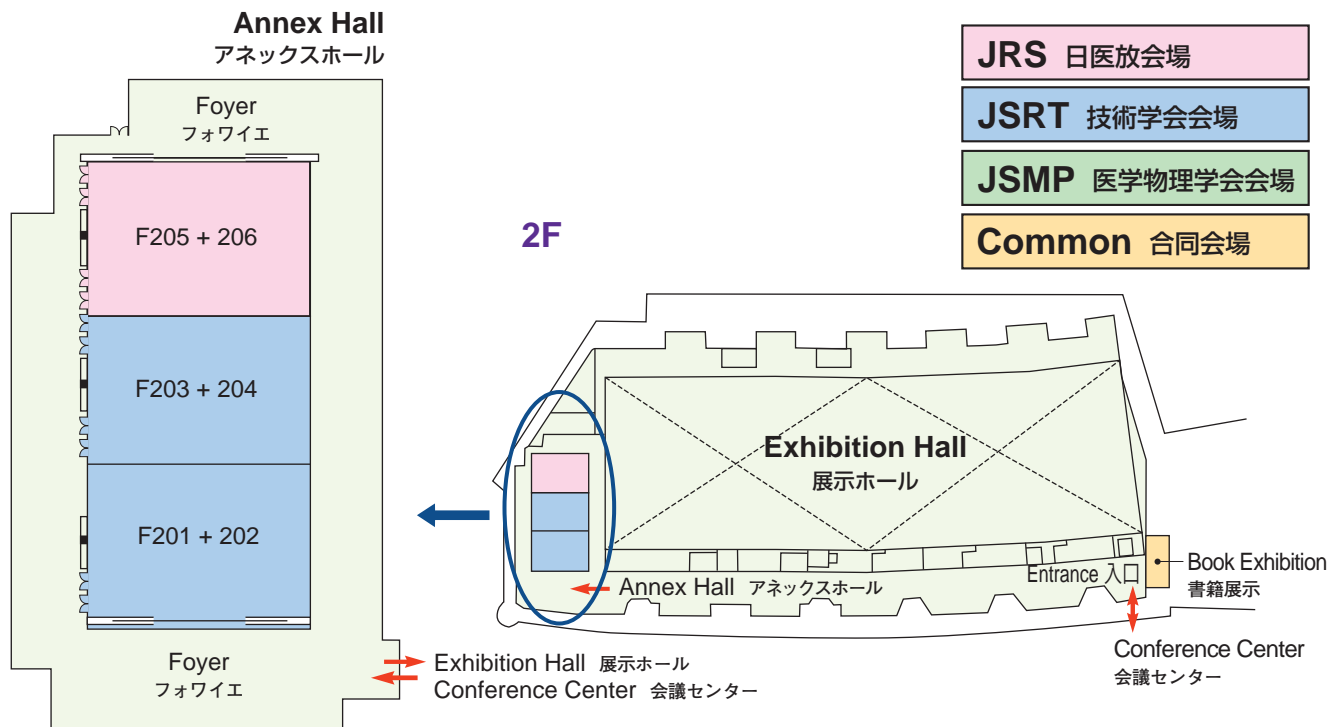 Annex Hall
アネックスホール
Foyer
フォワイエ
F205 + 206
F203 + 204
F201 + 202
Foyer
フォワイエ
Exhibition Hall 展示ホール
Conference Center 会議センター
2F
JRS 日医放会場
JSRT 技術学会会場
JSMP 医学物理学会会場
Common 合同会場
Exhibition Hall
展示ホール
Annex Hall アネックスホール
Entrance 入口
Book Exhibition
書籍展示
Conference Center
会議センター